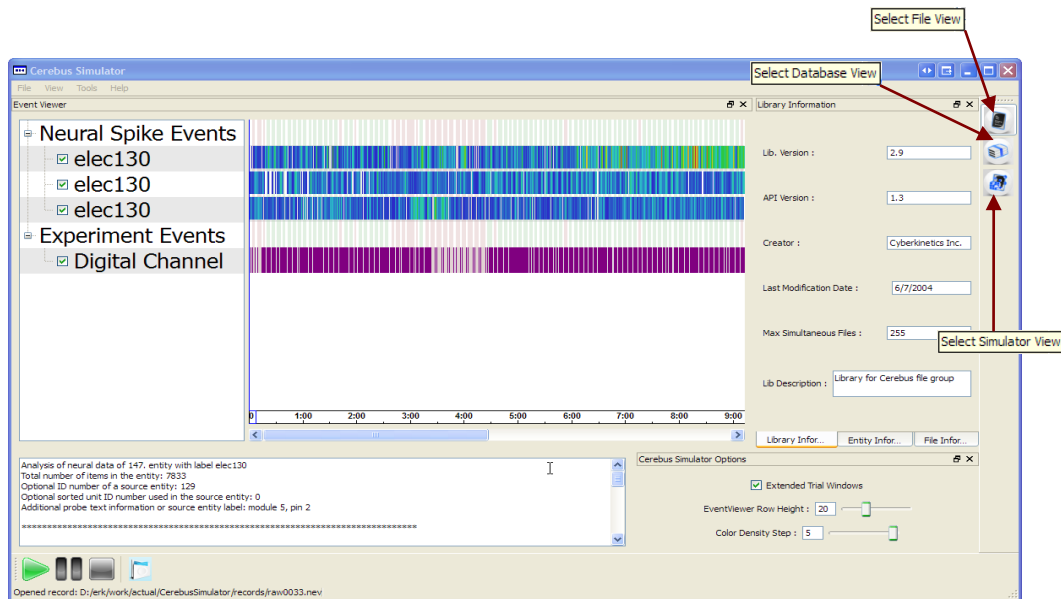 Select File View
Cerebus Simulator
Select Database View
File View Tools Help
Event Viewer
Library Information
Neural Spike Events
elec130
elec130
elec130
Experiment Events
Digital Channel
Lib. Version : 2.9
API Version : 1.3
Creator : Cyberkinetics Inc.
Last Modification Date : 6/7/2004
Max Simultaneous Files : 255
Select Simulator View
Lib Description : Library for Cerebus file group
0 1:00 2:00 3:00 4:00 5:00 6:00 7:00 8:00 9:00
Library Infor... Entity Infor... File Infor...
Analysis of neural data of 147. entity with label elec130
Total number of items in the entity: 7833
Optional ID number of a source entity: 129
Optional sorted unit ID number used in the source entity: 0
Additional probe text information or source entity label: module 5, pin 2
Cerebus Simulator Options
Extended Trial Windows
EventViewer Row Height : 20
Color Density Step : 5
Opened record: D:/erk/work/actual/CerebusSimulator/records/raw0033.nev